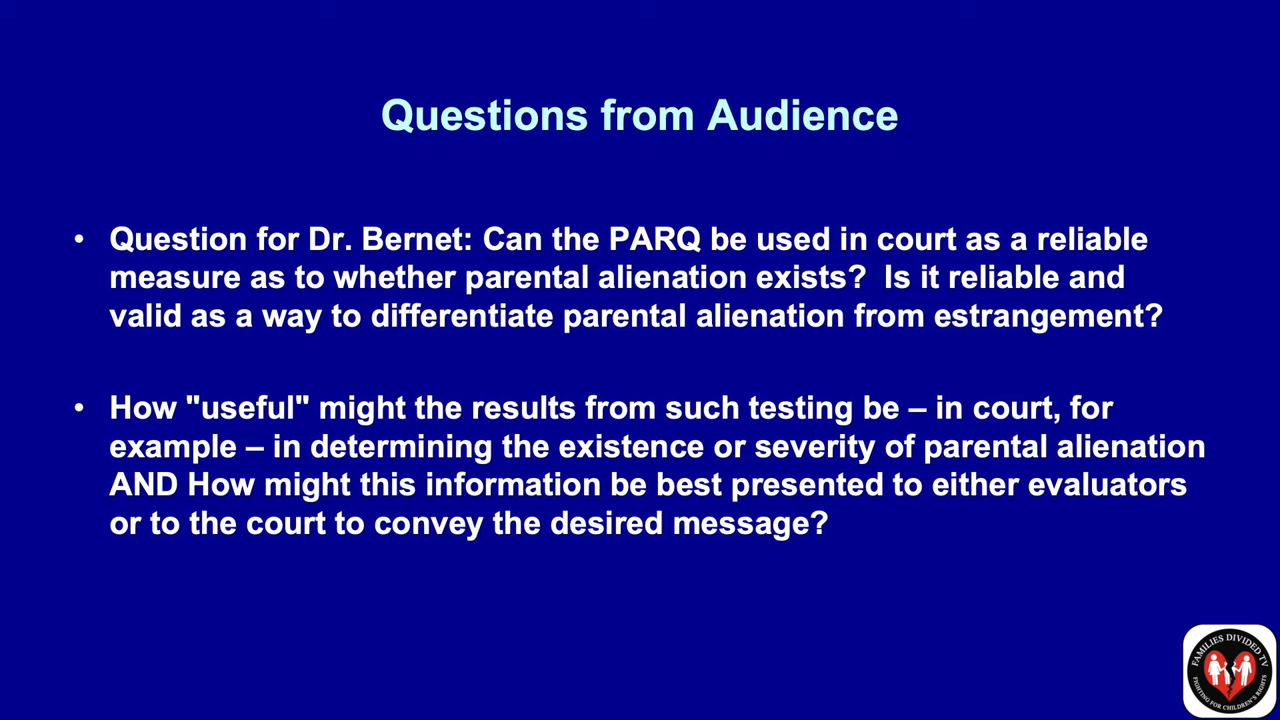 Questions from Audience
• Question for Dr. Bernet: Can the PARQ be used in court as a reliable
measure as to whether parental alienation exists?  Is it reliable and
valid as a way to differentiate parental alienation from estrangement?
• How "useful" might the results from such testing be – in court, for
example – in determining the existence or severity of parental alienation
AND How might this information be best presented to either evaluators
or to the court to convey the desired message?
FAMILIES DIVIDED TV
FIGHTING FOR CHILDREN'S RIGHTS